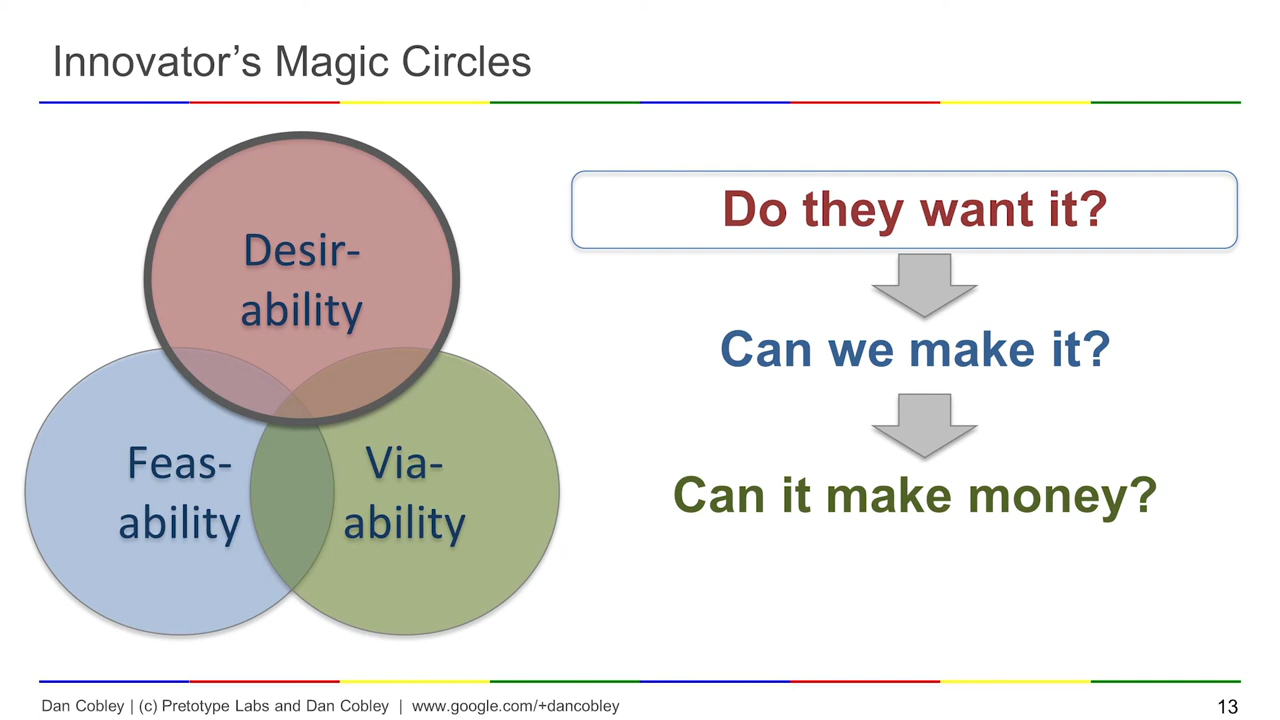 Innovator’s Magic Circles
Desir-
ability
Feas-
ability
Via-
ability
Do they want it?
Can we make it?
Can it make money?
Dan Cobley | (c) Pretotype Labs and Dan Cobley | www.google.com/+dancobley
13